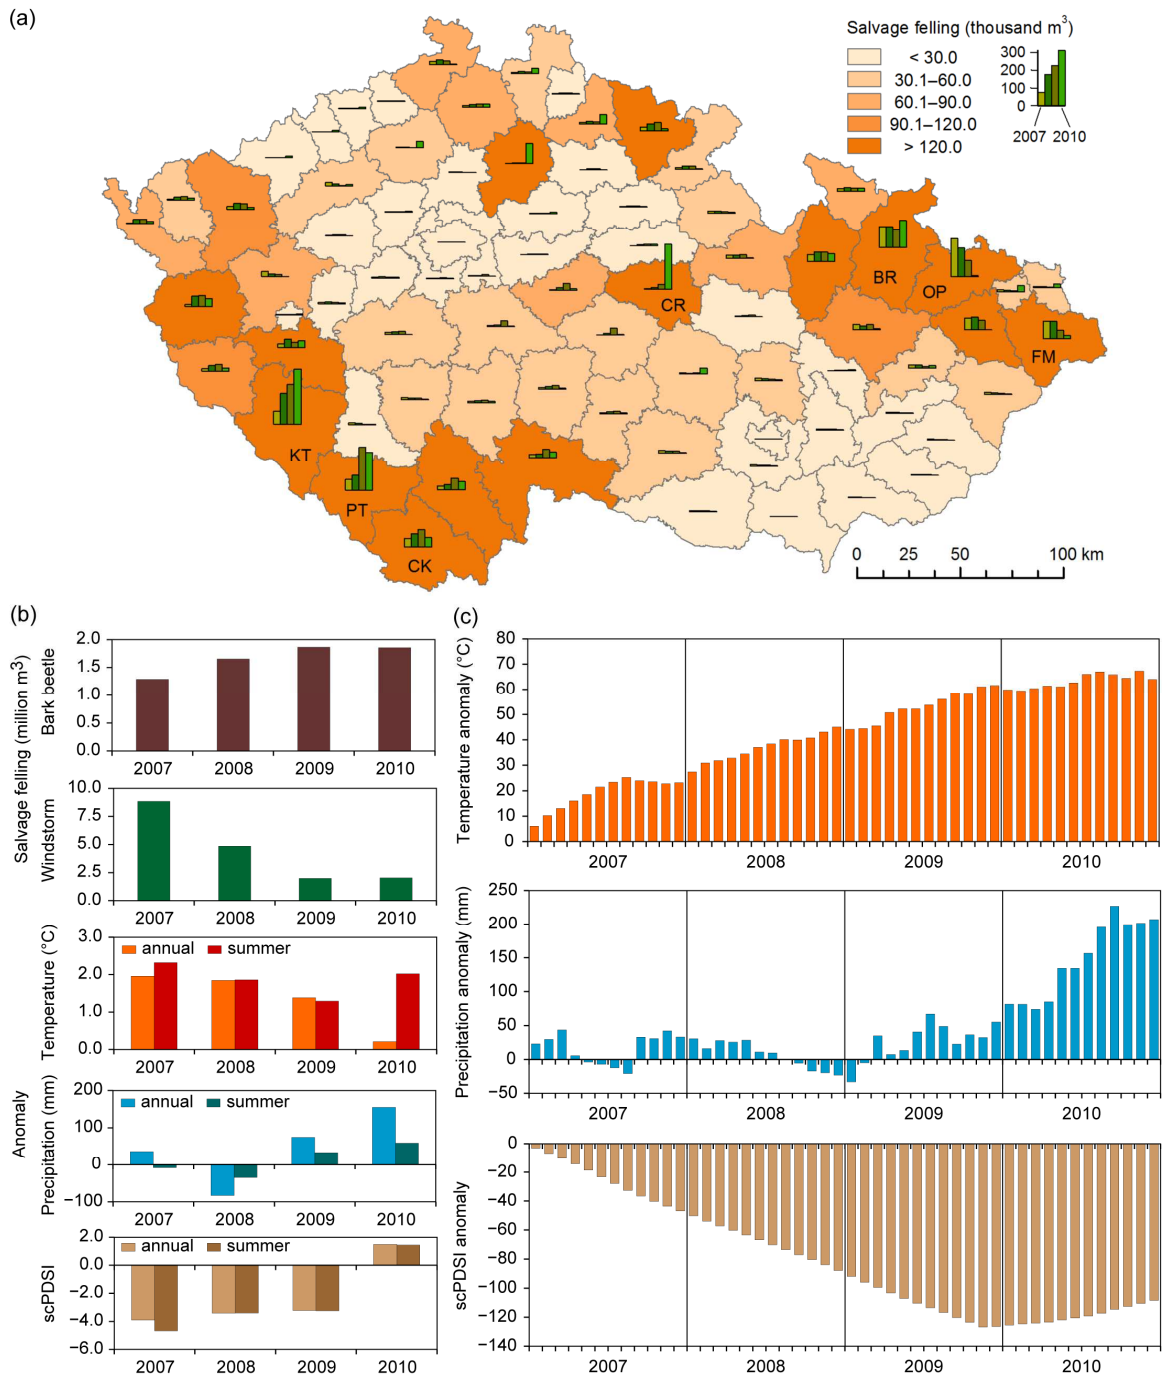 (a)
Salvage felling (thousand m³)
< 30.0
30.1–60.0
60.1–90.0
90.1–120.0
> 120.0
300
200
100
0
2007
2010
BR
OP
CR
FM
KT
PT
CK
0 25 50 100 km
(b)
Salvage felling (million m³)
Bark beetle
2.0
1.5
1.0
0.5
0.0
2007 2008 2009 2010
Windstorm
10.0
7.5
5.0
2.5
0.0
2007 2008 2009 2010
Anomaly
Temperature (°C)
annual summer
3.0
2.0
1.0
0.0
2007 2008 2009 2010
Precipitation (mm)
annual summer
200
100
0
−100
2007 2008 2009 2010
scPDSI
annual summer
2.0
0.0
−2.0
−4.0
−6.0
2007 2008 2009 2010
(c)
Temperature anomaly (°C)
80
70
60
50
40
30
20
10
0
2007 2008 2009 2010
Precipitation anomaly (mm)
250
200
150
100
50
0
−50
2007 2008 2009 2010
scPDSI anomaly
0
−20
−40
−60
−80
−100
−120
−140
2007 2008 2009 2010